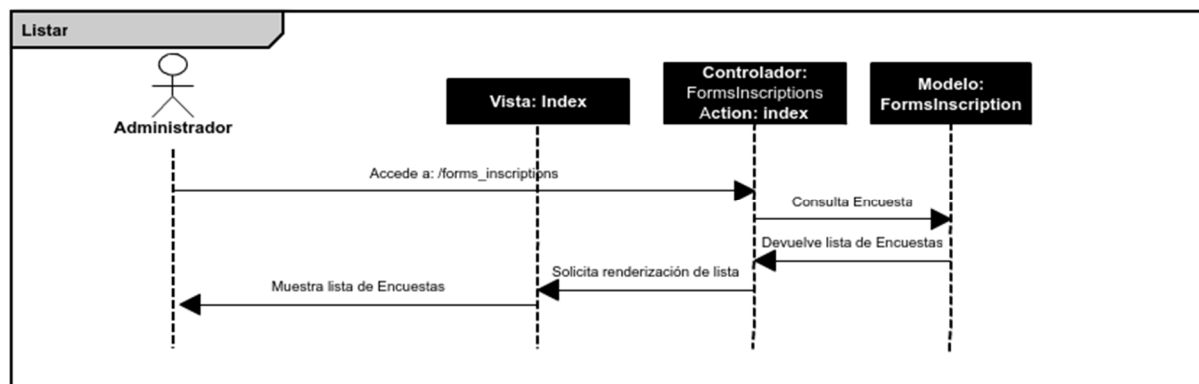 Listar
Administrador
Vista: Index
Controlador:
FormsInscriptions
Action: index
Modelo:
FormsInscription
Accede a: /forms_inscriptions
Consulta Encuesta
Devuelve lista de Encuestas
Solicita renderización de lista
Muestra lista de Encuestas